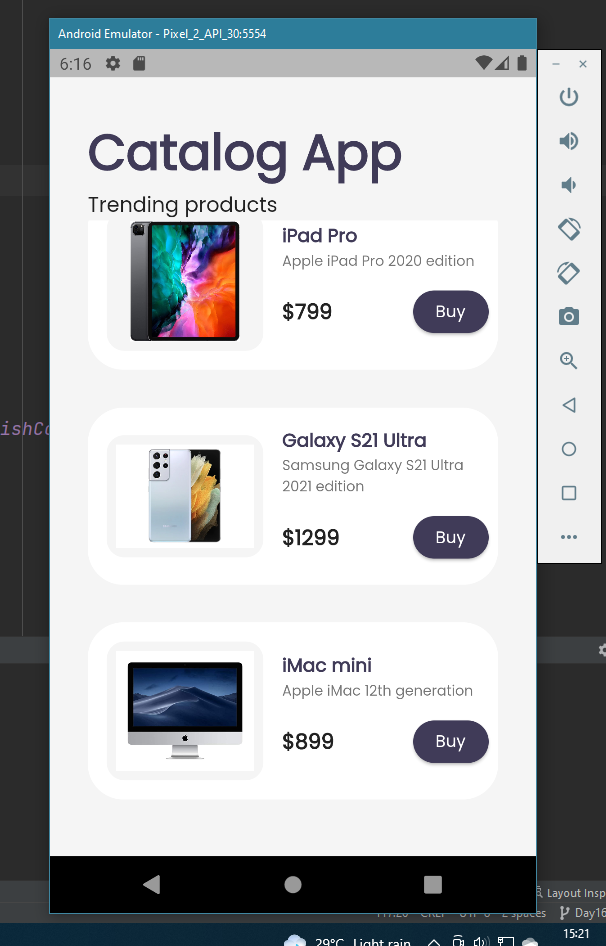 Android Emulator - Pixel_2_API_30:5554
6:16
Catalog App
Trending products
iPad Pro
Apple iPad Pro 2020 edition
$799
Buy
ishCo
Galaxy S21 Ultra
Samsung Galaxy S21 Ultra
2021 edition
$1299
Buy
iMac mini
Apple iMac 12th generation
$899
Buy
Layout Insp
2 spaces
Day16
15:21
29°C Light rain